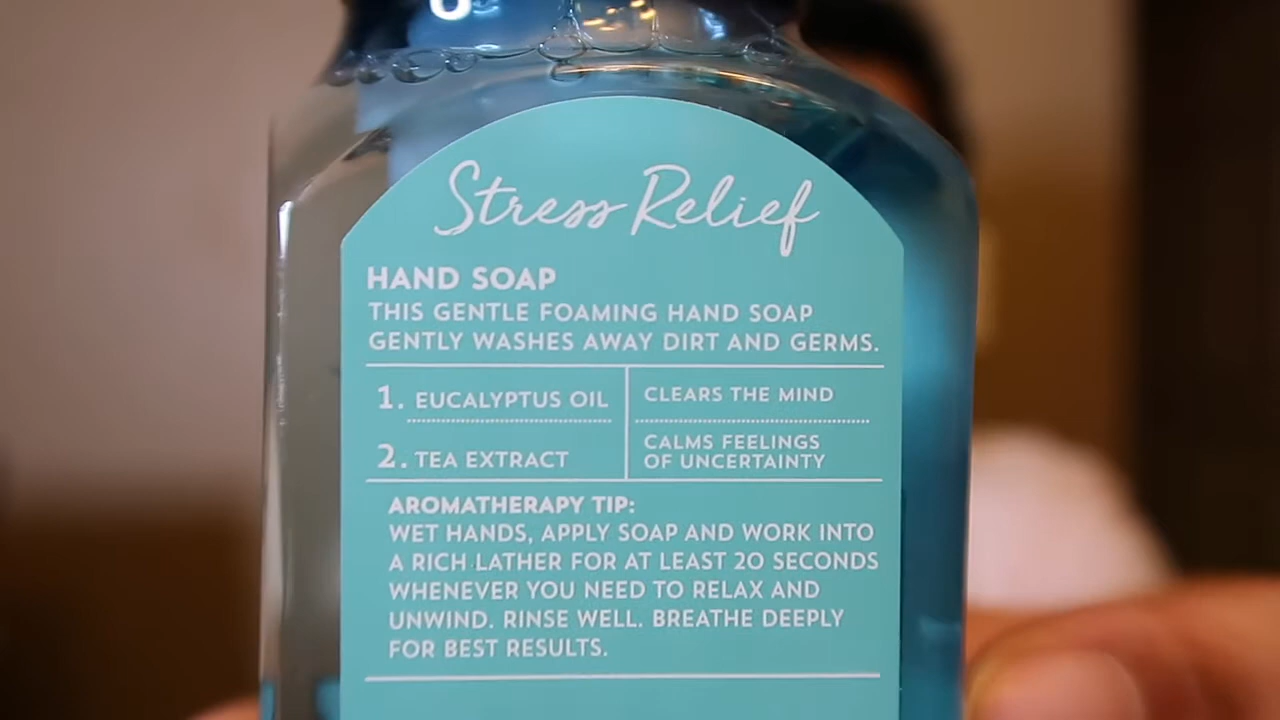 Stress Relief
HAND SOAP
THIS GENTLE FOAMING HAND SOAP
GENTLY WASHES AWAY DIRT AND GERMS.
1. EUCALYPTUS OIL CLEARS THE MIND
2. TEA EXTRACT CALMS FEELINGS
OF UNCERTAINTY
AROMATHERAPY TIP:
WET HANDS, APPLY SOAP AND WORK INTO
A RICH LATHER FOR AT LEAST 20 SECONDS
WHENEVER YOU NEED TO RELAX AND
UNWIND. RINSE WELL. BREATHE DEEPLY
FOR BEST RESULTS.